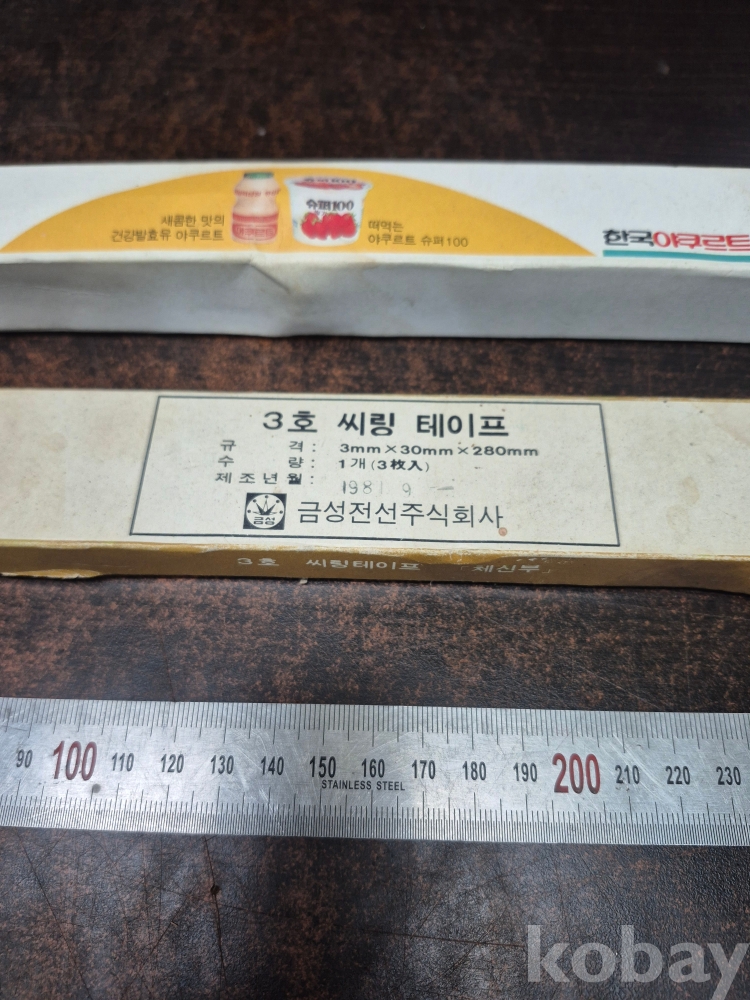 새콤한 맛의
건강발효유 야쿠르트
슈퍼100
떠먹는
야쿠르트 슈퍼100
한국야쿠르트
3호 씨링 테이프
규 격 : 3mm×30mm×280mm
수 량 : 1개 (3枚入)
제조년월 : 1981 9
금성 금성전선주식회사
3호 씨링테이프 체신부
90 100 110 120 130 140 150 160 170 180 190 200 210 220 230
STAINLESS STEEL
kobay